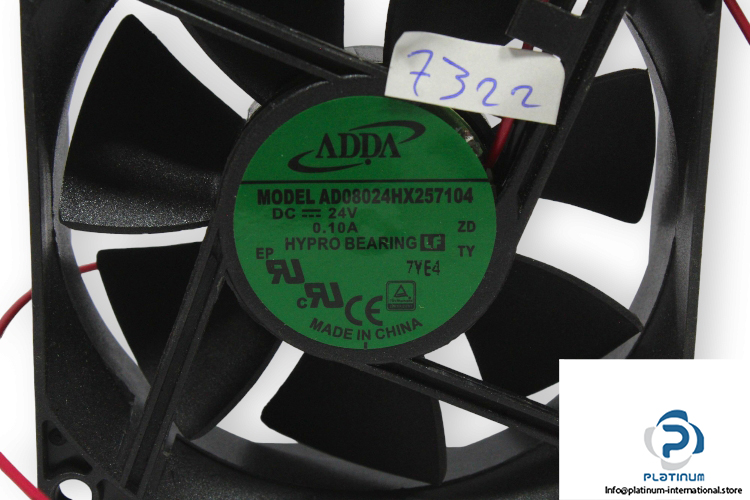 7322
ADDA
MODEL AD08024HX257104
DC ⎓ 24V
0.10A
ZD
HYPRO BEARING LF
TY
EP
7YE4
c
CE
MADE IN CHINA
PLATINUM
Info@platinum-international.store